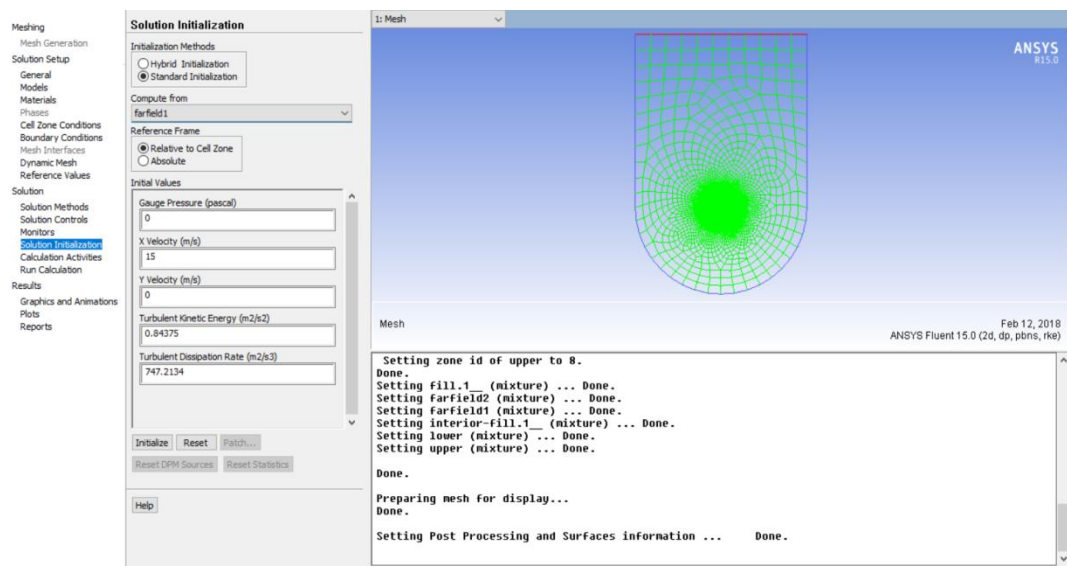 Meshing
Mesh Generation
Solution Setup
General
Models
Materials
Phases
Cell Zone Conditions
Boundary Conditions
Mesh Interfaces
Dynamic Mesh
Reference Values
Solution
Solution Methods
Solution Controls
Monitors
Solution Initialization
Calculation Activities
Run Calculation
Results
Graphics and Animations
Plots
Reports
Solution Initialization
Initialization Methods
Hybrid Initialization
Standard Initialization
Compute from
farfield1
Reference Frame
Relative to Cell Zone
Absolute
Initial Values
Gauge Pressure (pascal)
0
X Velocity (m/s)
15
Y Velocity (m/s)
0
Turbulent Kinetic Energy (m2/s2)
0.84375
Turbulent Dissipation Rate (m2/s3)
747.2134
Initialize Reset Patch...
Reset DPM Sources Reset Statistics
Help
1: Mesh
ANSYS
R15.0
Mesh
Feb 12, 2018
ANSYS Fluent 15.0 (2d, dp, pbns, rke)
Setting zone id of upper to 8.
Done.
Setting fill.1__ (mixture) ... Done.
Setting farfield2 (mixture) ... Done.
Setting farfield1 (mixture) ... Done.
Setting interior-fill.1__ (mixture) ... Done.
Setting lower (mixture) ... Done.
Setting upper (mixture) ... Done.
Done.
Preparing mesh for display...
Done.
Setting Post Processing and Surfaces information ... Done.